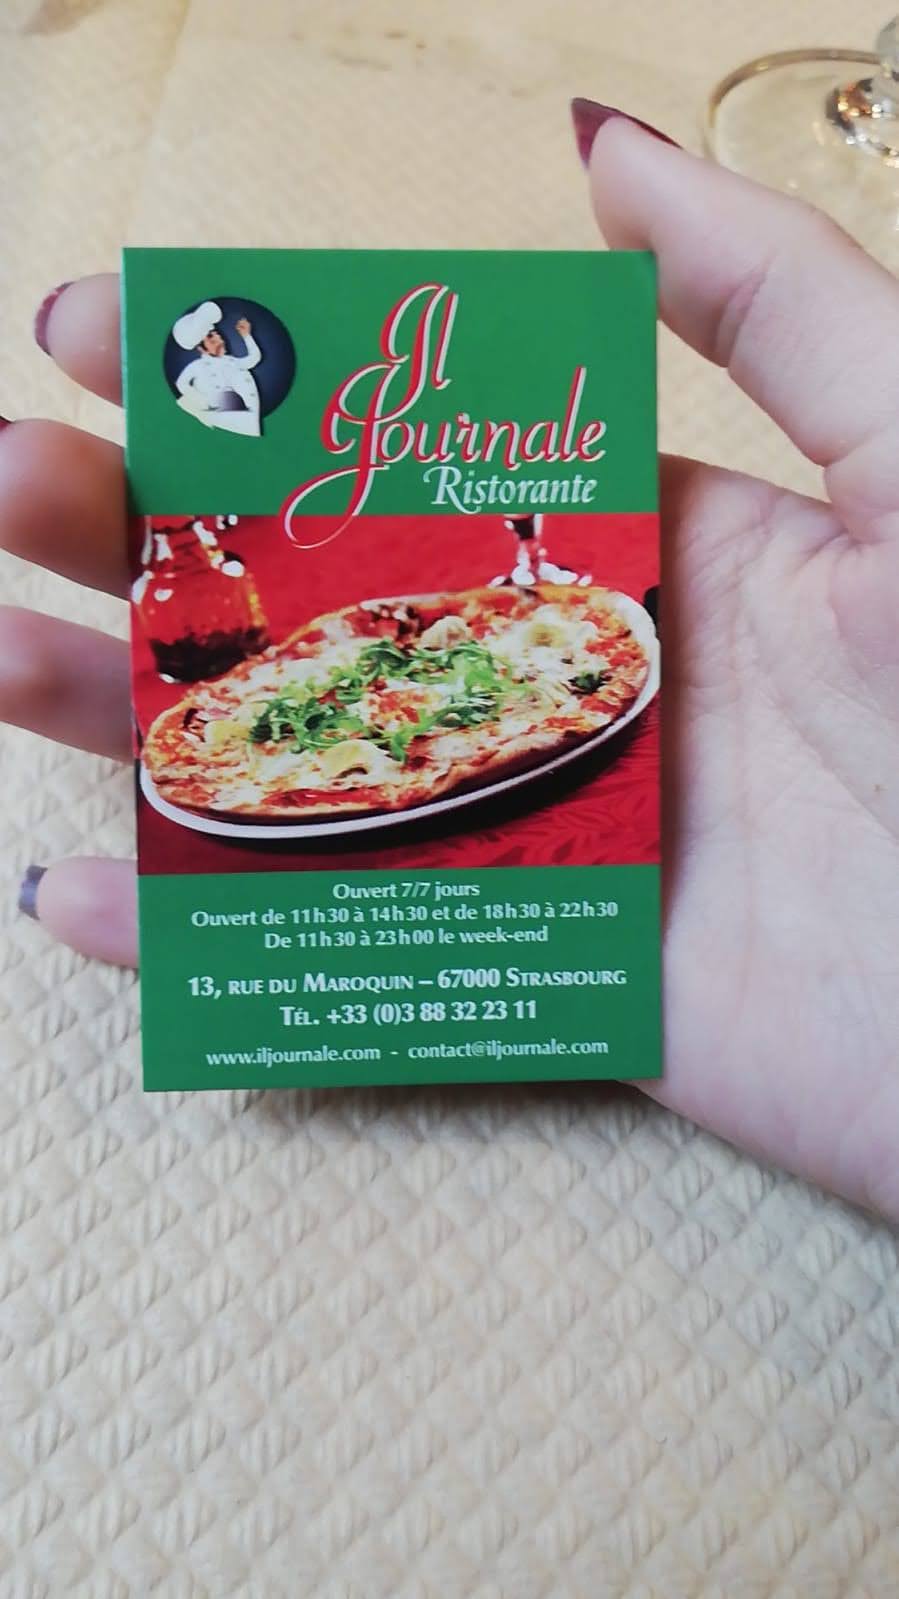 Il
Journale
Ristorante
Ouvert 7/7 jours
Ouvert de 11h30 à 14h30 et de 18h30 à 22h30
De 11h30 à 23h00 le week-end
13, RUE DU MAROQUIN – 67000 STRASBOURG
TÉL. +33 (0)3 88 32 23 11
www.iljournale.com - contact@iljournale.com